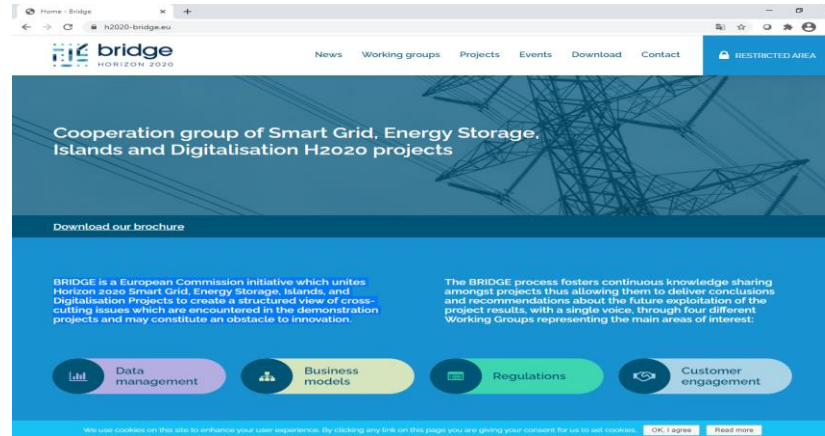 Home - Bridge
h2020-bridge.eu
bridge
HORIZON 2020
News Working groups Projects Events Download Contact RESTRICTED AREA
Cooperation group of Smart Grid, Energy Storage,
Islands and Digitalisation H2020 projects
Download our brochure
BRIDGE is a European Commission initiative which unites
Horizon 2020 Smart Grid, Energy Storage, Islands, and
Digitalisation Projects to create a structured view of cross-
cutting issues which are encountered in the demonstration
projects and may constitute an obstacle to innovation.
The BRIDGE process fosters continuous knowledge sharing
amongst projects thus allowing them to deliver conclusions
and recommendations about the future exploitation of the
project results, with a single voice, through four different
Working Groups representing the main areas of interest:
Data
management
Business
models
Regulations
Customer
engagement
We use cookies on this site to enhance your user experience. By clicking any link on this page you are giving your consent for us to set cookies. OK, I agree Read more